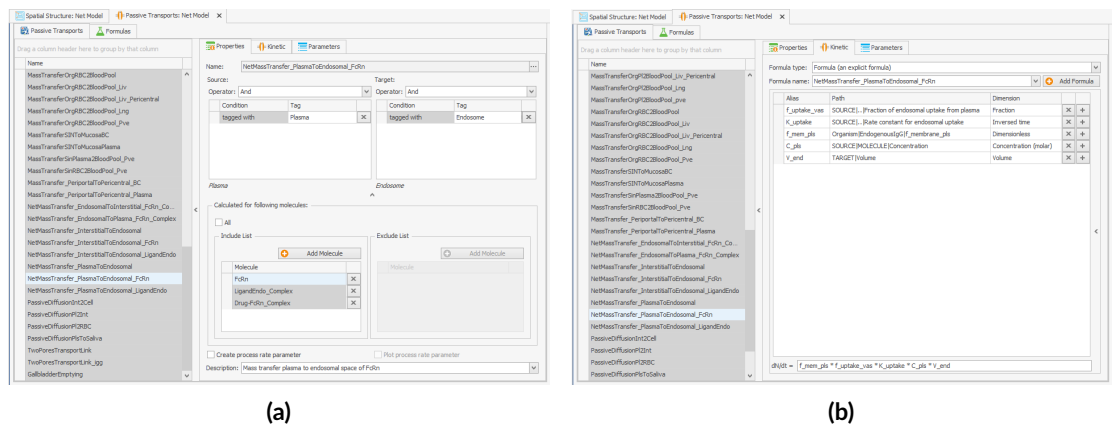 Spatial Structure: Net Model
Passive Transports: Net Model ×
Passive Transports
Formulas
Drag a column header here to group by that column
Name
MassTransferOrgRBC2BloodPool
MassTransferOrgRBC2BloodPool_Liv
MassTransferOrgRBC2BloodPool_Liv_Pericentral
MassTransferOrgRBC2BloodPool_Lng
MassTransferOrgRBC2BloodPool_Pve
MassTransferSINToMucosaBC
MassTransferSINToMucosaPlasma
MassTransferSinPlasma2BloodPool_Pve
MassTransferSinRBC2BloodPool_Pve
MassTransfer_PeriportalToPericentral_BC
MassTransfer_PeriportalToPericentral_Plasma
NetMassTransfer_EndosomalToInterstitial_FcRn_Co...
NetMassTransfer_EndosomalToPlasma_FcRn_Complex
NetMassTransfer_InterstitialToEndosomal
NetMassTransfer_InterstitialToEndosomal_FcRn
NetMassTransfer_InterstitialToEndosomal_LigandEndo
NetMassTransfer_PlasmaToEndosomal
NetMassTransfer_PlasmaToEndosomal_FcRn
NetMassTransfer_PlasmaToEndosomal_LigandEndo
PassiveDiffusionInt2Cell
PassiveDiffusionPl2Int
PassiveDiffusionPl2RBC
PassiveDiffusionPlsToSaliva
TwoPoresTransportLink
TwoPoresTransportLink_igg
GallbladderEmptying
Properties
Kinetic
Parameters
Name: NetMassTransfer_PlasmaToEndosomal_FcRn ...
Source: Target:
Operator: And Operator: And
Condition Tag Condition Tag
tagged with Plasma × tagged with Endosome ×
Plasma Endosome
Calculated for following molecules:
All
Include List Exclude List
Add Molecule Add Molecule
Molecule Molecule
FcRn ×
LigandEndo_Complex ×
Drug-FcRn_Complex ×
Create process rate parameter Plot process rate parameter
Description: Mass transfer plasma to endosomal space of FcRn
(a)
Spatial Structure: Net Model
Passive Transports: Net Model ×
Passive Transports
Formulas
Drag a column header here to group by that column
Name
MassTransferOrgPl2BloodPool_Liv_Pericentral
MassTransferOrgPl2BloodPool_Lng
MassTransferOrgPl2BloodPool_pve
MassTransferOrgRBC2BloodPool
MassTransferOrgRBC2BloodPool_Liv
MassTransferOrgRBC2BloodPool_Liv_Pericentral
MassTransferOrgRBC2BloodPool_Lng
MassTransferOrgRBC2BloodPool_Pve
MassTransferSINToMucosaBC
MassTransferSINToMucosaPlasma
MassTransferSinPlasma2BloodPool_Pve
MassTransferSinRBC2BloodPool_Pve
MassTransfer_PeriportalToPericentral_BC
MassTransfer_PeriportalToPericentral_Plasma
NetMassTransfer_EndosomalToInterstitial_FcRn_Co...
NetMassTransfer_EndosomalToPlasma_FcRn_Complex
NetMassTransfer_InterstitialToEndosomal
NetMassTransfer_InterstitialToEndosomal_FcRn
NetMassTransfer_InterstitialToEndosomal_LigandEndo
NetMassTransfer_PlasmaToEndosomal
NetMassTransfer_PlasmaToEndosomal_FcRn
NetMassTransfer_PlasmaToEndosomal_LigandEndo
PassiveDiffusionInt2Cell
PassiveDiffusionPl2Int
PassiveDiffusionPl2RBC
PassiveDiffusionPlsToSaliva
Properties
Kinetic
Parameters
Formula type: Formula (an explicit formula)
Formula name: NetMassTransfer_PlasmaToEndosomal_FcRn Add Formula
Alias Path Dimension
f_uptake_vas SOURCE|...|Fraction of endosomal uptake from plasma Fraction × +
K_uptake SOURCE|...|Rate constant for endosomal uptake Inversed time × +
f_mem_pls Organism|EndogenousIgG|f_membrane_pls Dimensionless × +
C_pls SOURCE|MOLECULE|Concentration Concentration (molar) × +
V_end TARGET|Volume Volume × +
dN/dt = f_mem_pls * f_uptake_vas * K_uptake * C_pls * V_end
(b)